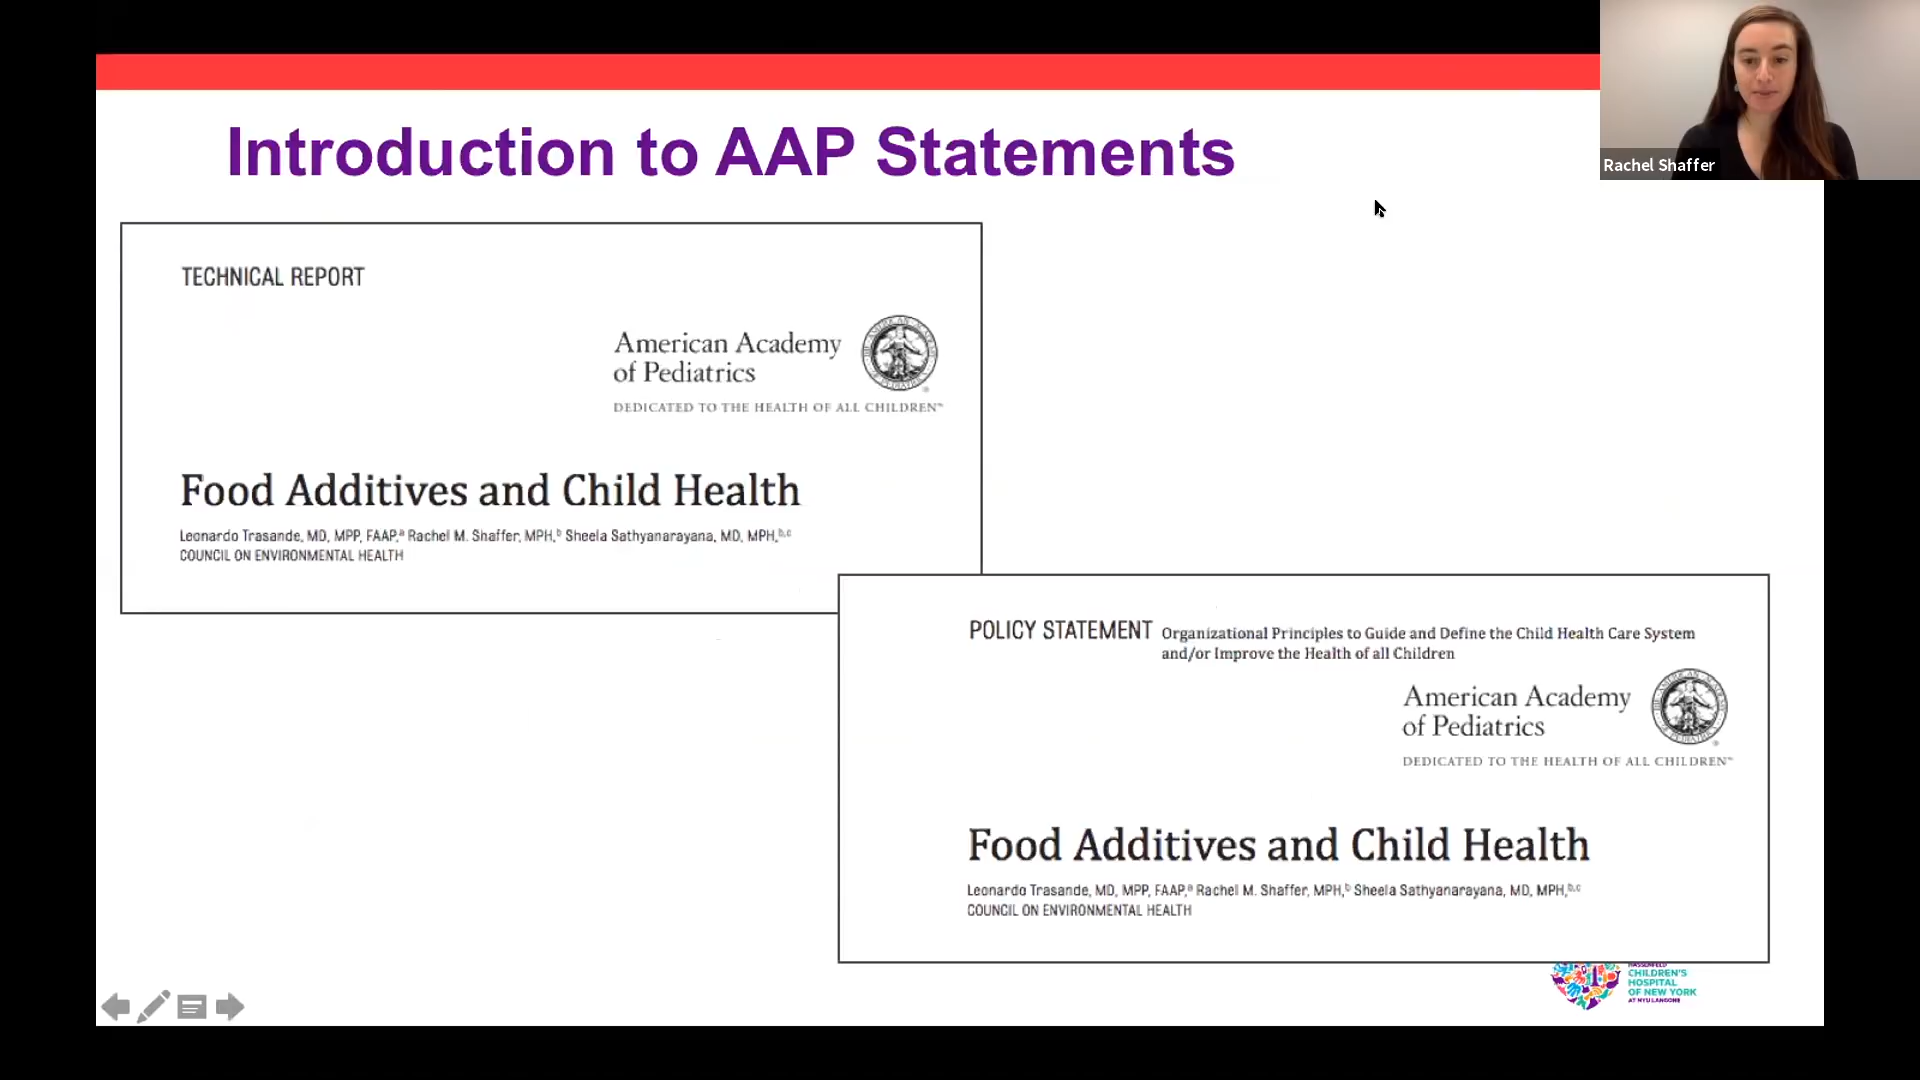 Introduction to AAP Statements
Rachel Shaffer
TECHNICAL REPORT
American Academy
of Pediatrics
DEDICATED TO THE HEALTH OF ALL CHILDREN™
Food Additives and Child Health
Leonardo Trasande, MD, MPP, FAAP,ᵃ Rachel M. Shaffer, MPH,ᵇ Sheela Sathyanarayana, MD, MPH,ᵇ,ᶜ
COUNCIL ON ENVIRONMENTAL HEALTH
POLICY STATEMENT Organizational Principles to Guide and Define the Child Health Care System
and/or Improve the Health of all Children
American Academy
of Pediatrics
DEDICATED TO THE HEALTH OF ALL CHILDREN™
Food Additives and Child Health
Leonardo Trasande, MD, MPP, FAAP,ᵃ Rachel M. Shaffer, MPH,ᵇ Sheela Sathyanarayana, MD, MPH,ᵇ,ᶜ
COUNCIL ON ENVIRONMENTAL HEALTH
HASSENFELD
CHILDREN'S
HOSPITAL
OF NEW YORK
AT NYU LANGONE